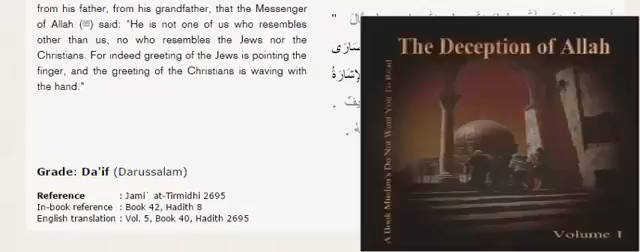 from his father, from his grandfather, that the Messenger
of Allah (ﷺ) said: "He is not one of us who resembles
other than us, no who resembles the Jews nor the
Christians. For indeed greeting of the Jews is pointing the
finger, and the greeting of the Christians is waving with
the hand."
Grade: Da'if (Darussalam)
Reference : Jami` at-Tirmidhi 2695
In-book reference : Book 42, Hadith 8
English translation : Vol. 5, Book 40, Hadith 2695
The Deception of Allah
A Book Muslim's Do Not Want You To Read
Volume I